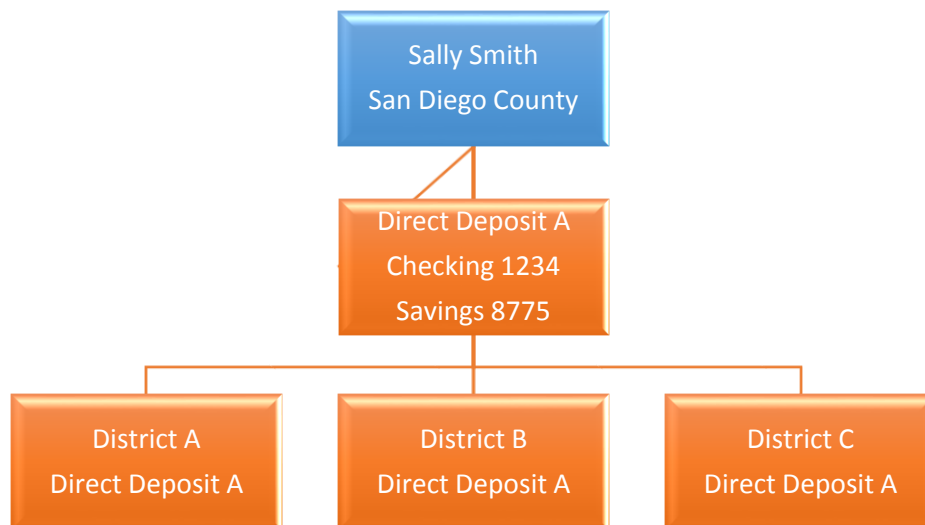 Sally Smith
San Diego County
Direct Deposit A
Checking 1234
Savings 8775
District A
Direct Deposit A
District B
Direct Deposit A
District C
Direct Deposit A